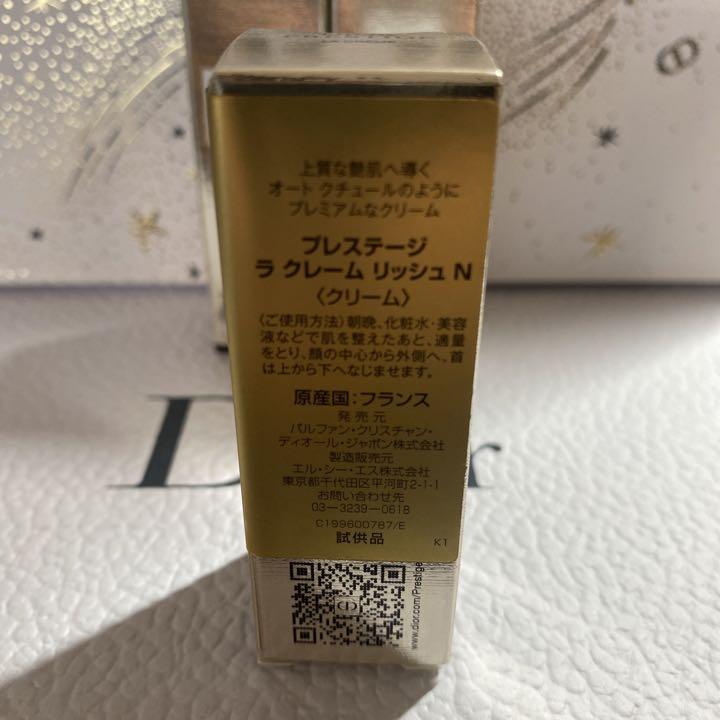 上質な艶肌へ導く
オート クチュールのように
プレミアムなクリーム
プレステージ
ラ クレーム リッシュ N
〈クリーム〉
〈ご使用方法〉朝晩、化粧水・美容
液などで肌を整えたあと、適量
をとり、顔の中心から外側へ、首
は上から下へなじませます。
原産国：フランス
発売元
パルファン・クリスチャン・
ディオール・ジャポン株式会社
製造販売元
エル・シー・エス株式会社
東京都千代田区平河町2-1-1
お問い合わせ先
03-3239-0618
C199600787/E
試供品
K1
www.dior.com/Prestige